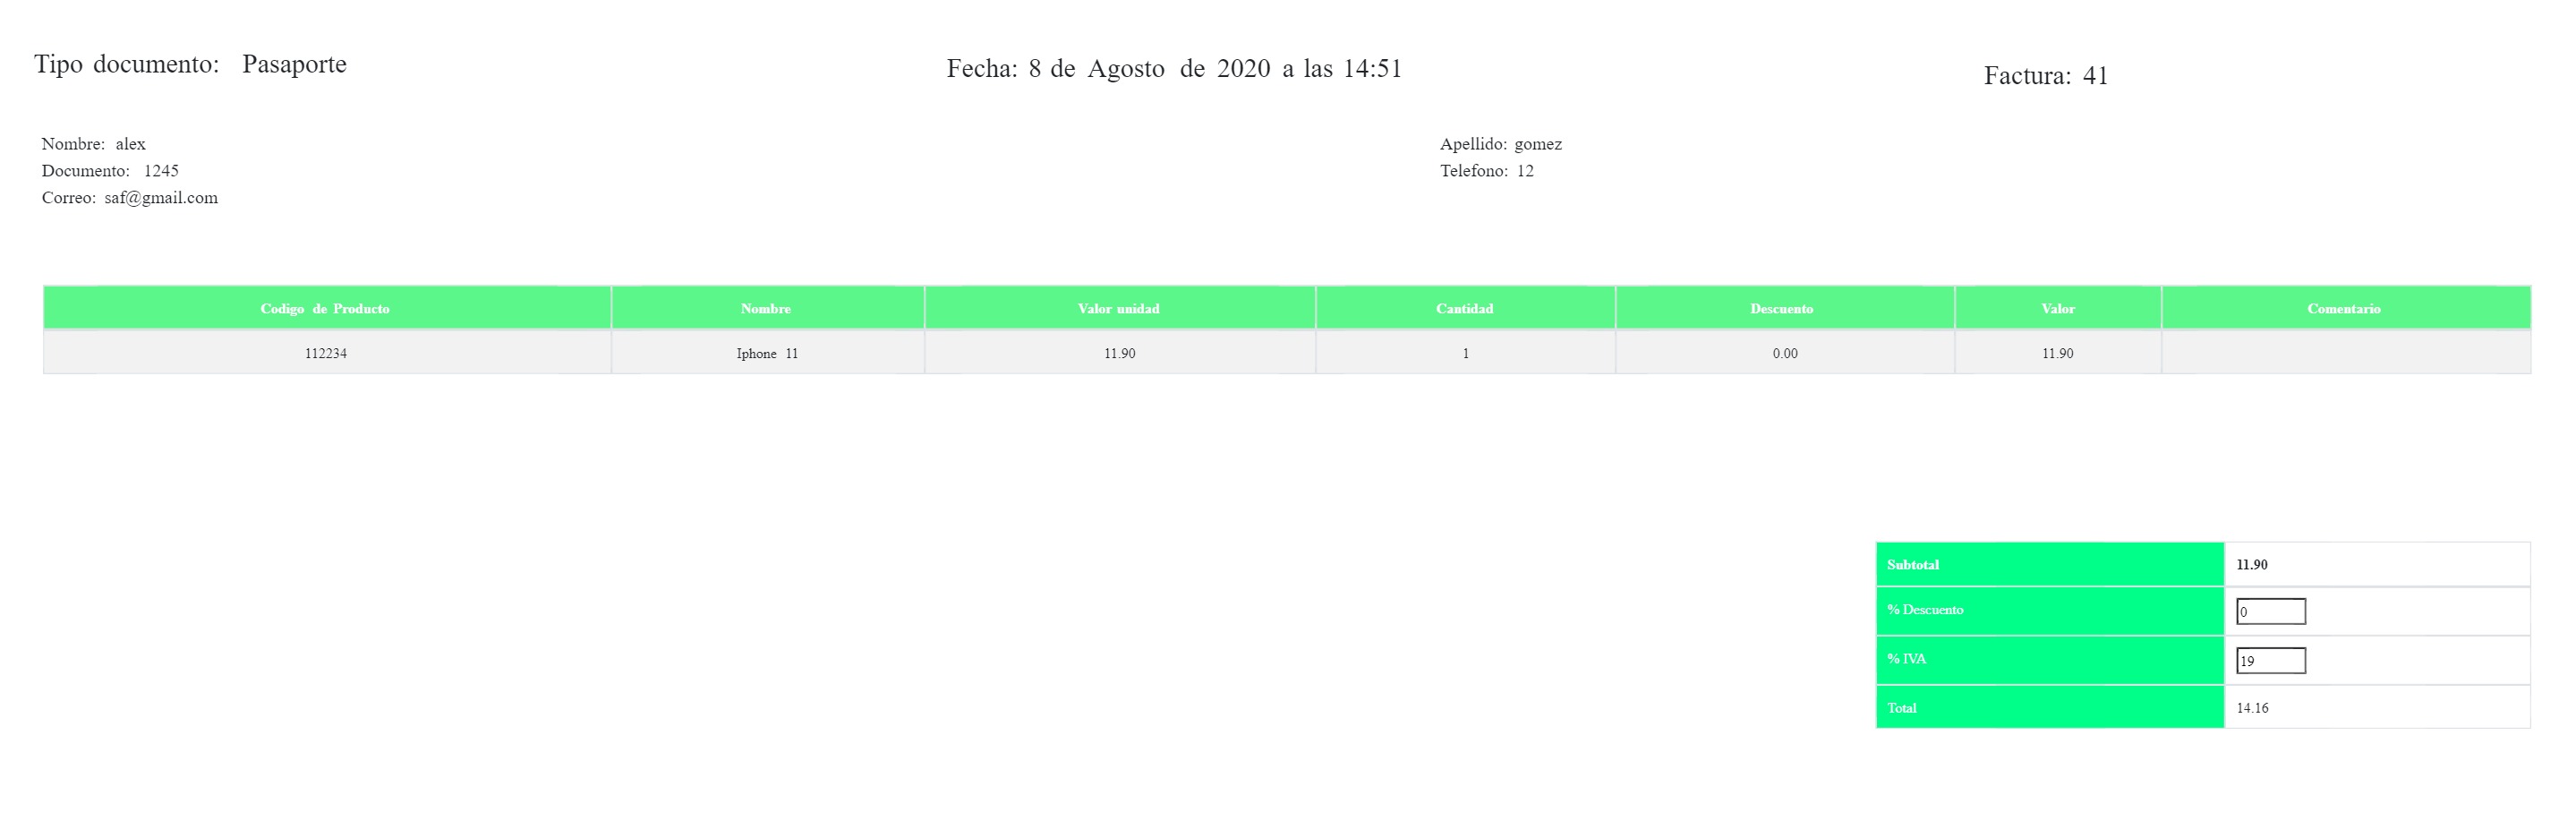 Tipo documento: Pasaporte
Fecha: 8 de Agosto de 2020 a las 14:51
Factura: 41
Nombre: alex
Apellido: gomez
Documento: 1245
Telefono: 12
Correo: saf@gmail.com
Codigo de Producto Nombre Valor unidad Cantidad Descuento Valor Comentario
112234 Iphone 11 11.90 1 0.00 11.90
Subtotal 11.90
% Descuento 0
% IVA 19
Total 14.16